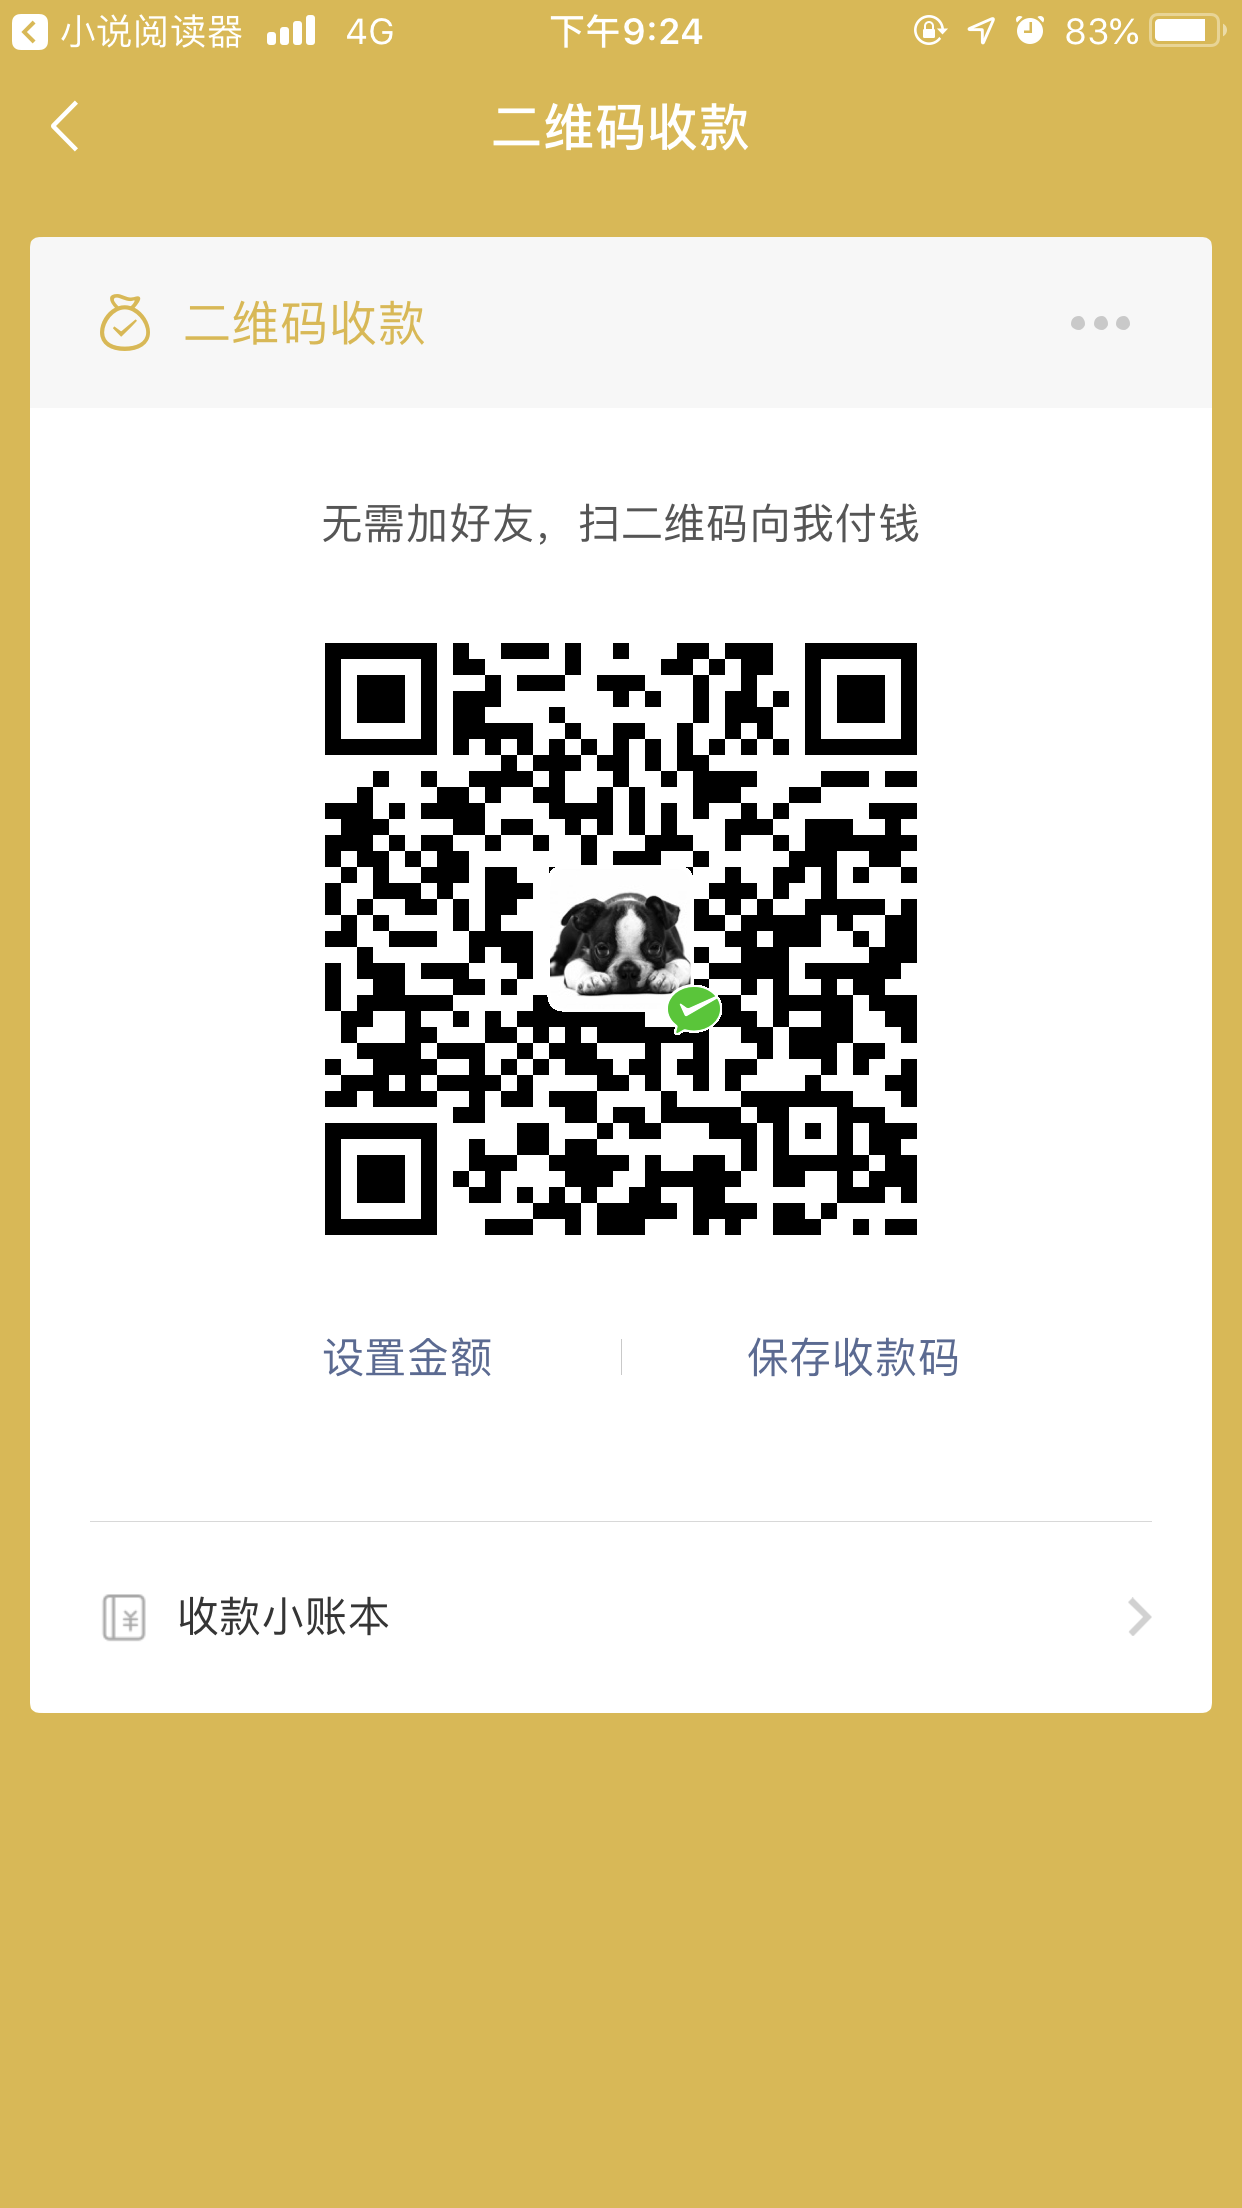 小说阅读器 4G 下午9:24 83%
二维码收款
二维码收款
无需加好友，扫二维码向我付钱
设置金额 保存收款码
收款小账本